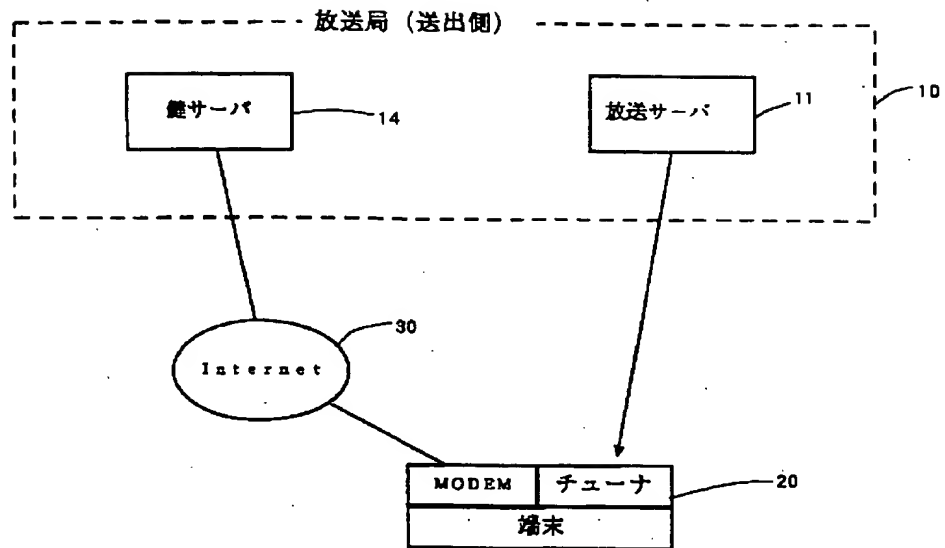 放送局（送出側）
鍵サーバ
14
放送サーバ
11
10
Internet
30
MODEM
チューナ
20
端末